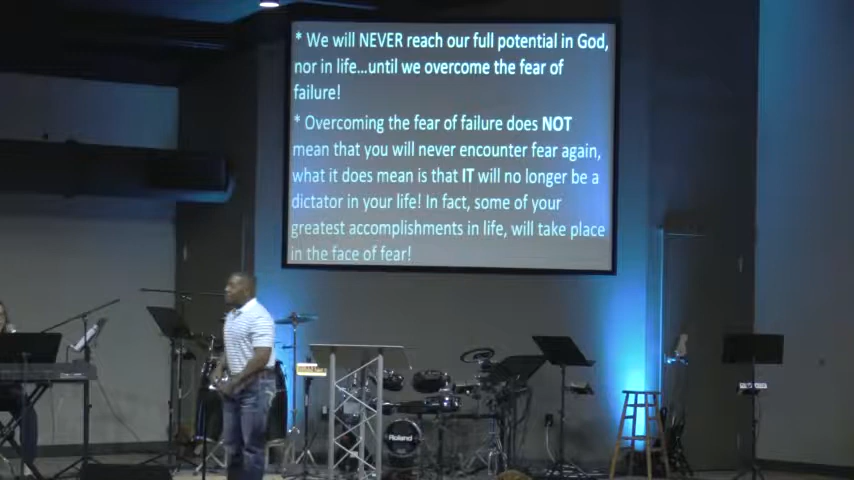 * We will NEVER reach our full potential in God,
nor in life...until we overcome the fear of
failure!
* Overcoming the fear of failure does NOT
mean that you will never encounter fear again,
what it does mean is that IT will no longer be a
dictator in your life! In fact, some of your
greatest accomplishments in life, will take place
in the face of fear!
Roland